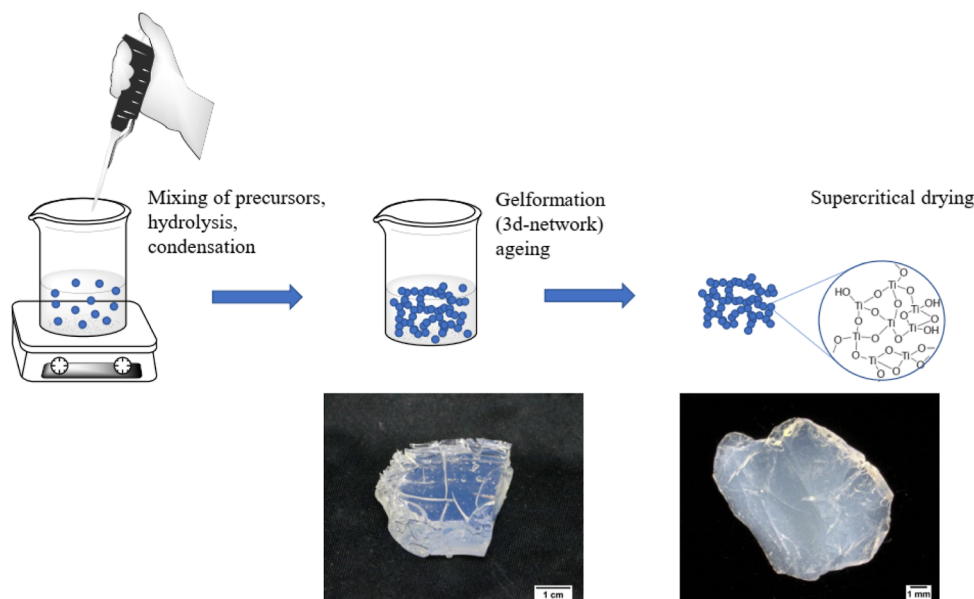 Mixing of precursors,
hydrolysis,
condensation
Gelformation
(3d-network)
ageing
Supercritical drying
O
Ti
HO
O
Ti
O
O
OH
Ti
O
Ti
O
Ti
O
O
O
OH
O
Ti
O
Ti
O
Ti
O
O
O
O
1 cm
1 mm